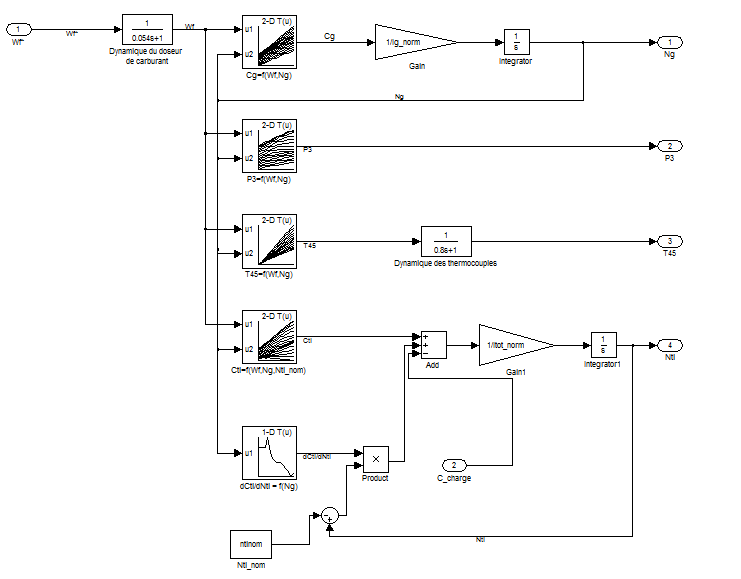 1
Wf*
Wf*
1
0.054s+1
Dynamique du doseur
de carburant
Wf
2-D T(u)
u1
u2
Cg=f(Wf,Ng)
Cg
1/Ig_norm
Gain
1
s
Integrator
1
Ng
Ng
2-D T(u)
u1
u2
P3=f(Wf,Ng)
P3
2
P3
2-D T(u)
u1
u2
T45=f(Wf,Ng)
T45
1
0.8s+1
Dynamique des thermocouples
3
T45
2-D T(u)
u1
u2
Ctl=f(Wf,Ng,Ntl_nom)
Ctl
+
+
−
Add
1/Itot_norm
Gain1
1
s
Integrator1
4
Ntl
1-D T(u)
u1
dCtl/dNtl = f(Ng)
dCtl/dNtl
×
Product
2
C_charge
−
+
Ntl
ntlnom
Ntl_nom